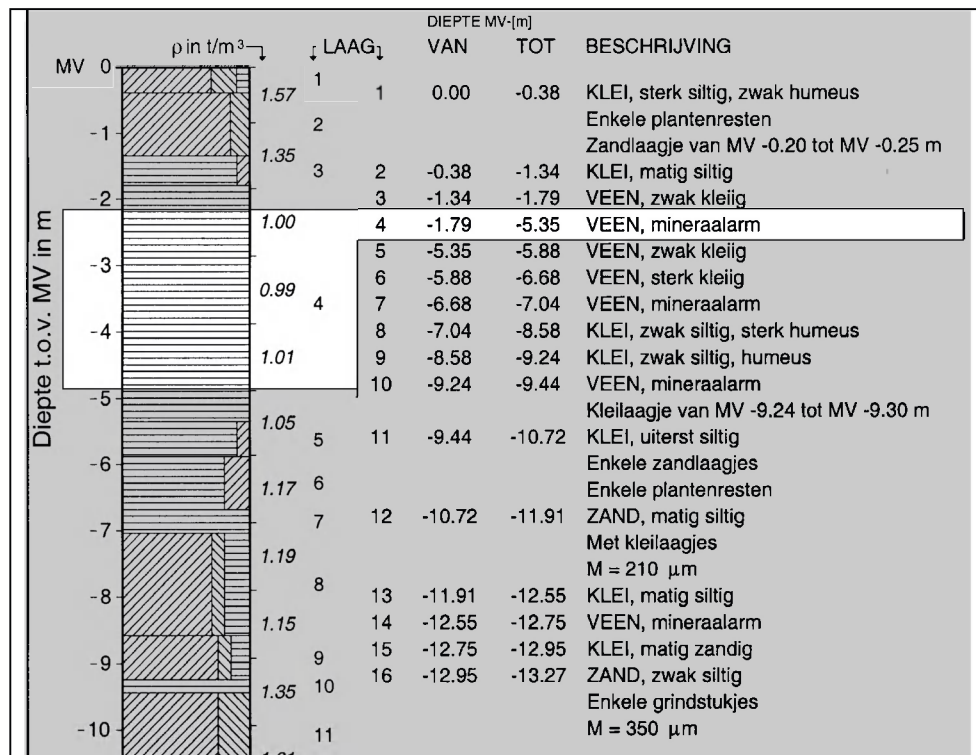 DIEPTE MV-[m]
ρ in t/m³ LAAG VAN TOT BESCHRIJVING
MV 0
1
1.57
1 0.00 -0.38 KLEI, sterk siltig, zwak humeus
Enkele plantenresten
-1 2
Zandlaagje van MV -0.20 tot MV -0.25 m
1.35
3 2 -0.38 -1.34 KLEI, matig siltig
-2 3 -1.34 -1.79 VEEN, zwak kleiig
1.00 4 -1.79 -5.35 VEEN, mineraalarm
5 -5.35 -5.88 VEEN, zwak kleiig
-3 6 -5.88 -6.68 VEEN, sterk kleiig
0.99 4 7 -6.68 -7.04 VEEN, mineraalarm
-4 8 -7.04 -8.58 KLEI, zwak siltig, sterk humeus
1.01 9 -8.58 -9.24 KLEI, zwak siltig, humeus
10 -9.24 -9.44 VEEN, mineraalarm
-5 Kleilaagje van MV -9.24 tot MV -9.30 m
1.05 5 11 -9.44 -10.72 KLEI, uiterst siltig
-6 Enkele zandlaagjes
1.17 6 Enkele plantenresten
-7 7 12 -10.72 -11.91 ZAND, matig siltig
Met kleilaagjes
1.19 M = 210 µm
-8 8 13 -11.91 -12.55 KLEI, matig siltig
1.15 14 -12.55 -12.75 VEEN, mineraalarm
-9 9 15 -12.75 -12.95 KLEI, matig zandig
16 -12.95 -13.27 ZAND, zwak siltig
1.35 10 Enkele grindstukjes
-10 11 M = 350 µm
Diepte t.o.v. MV in m